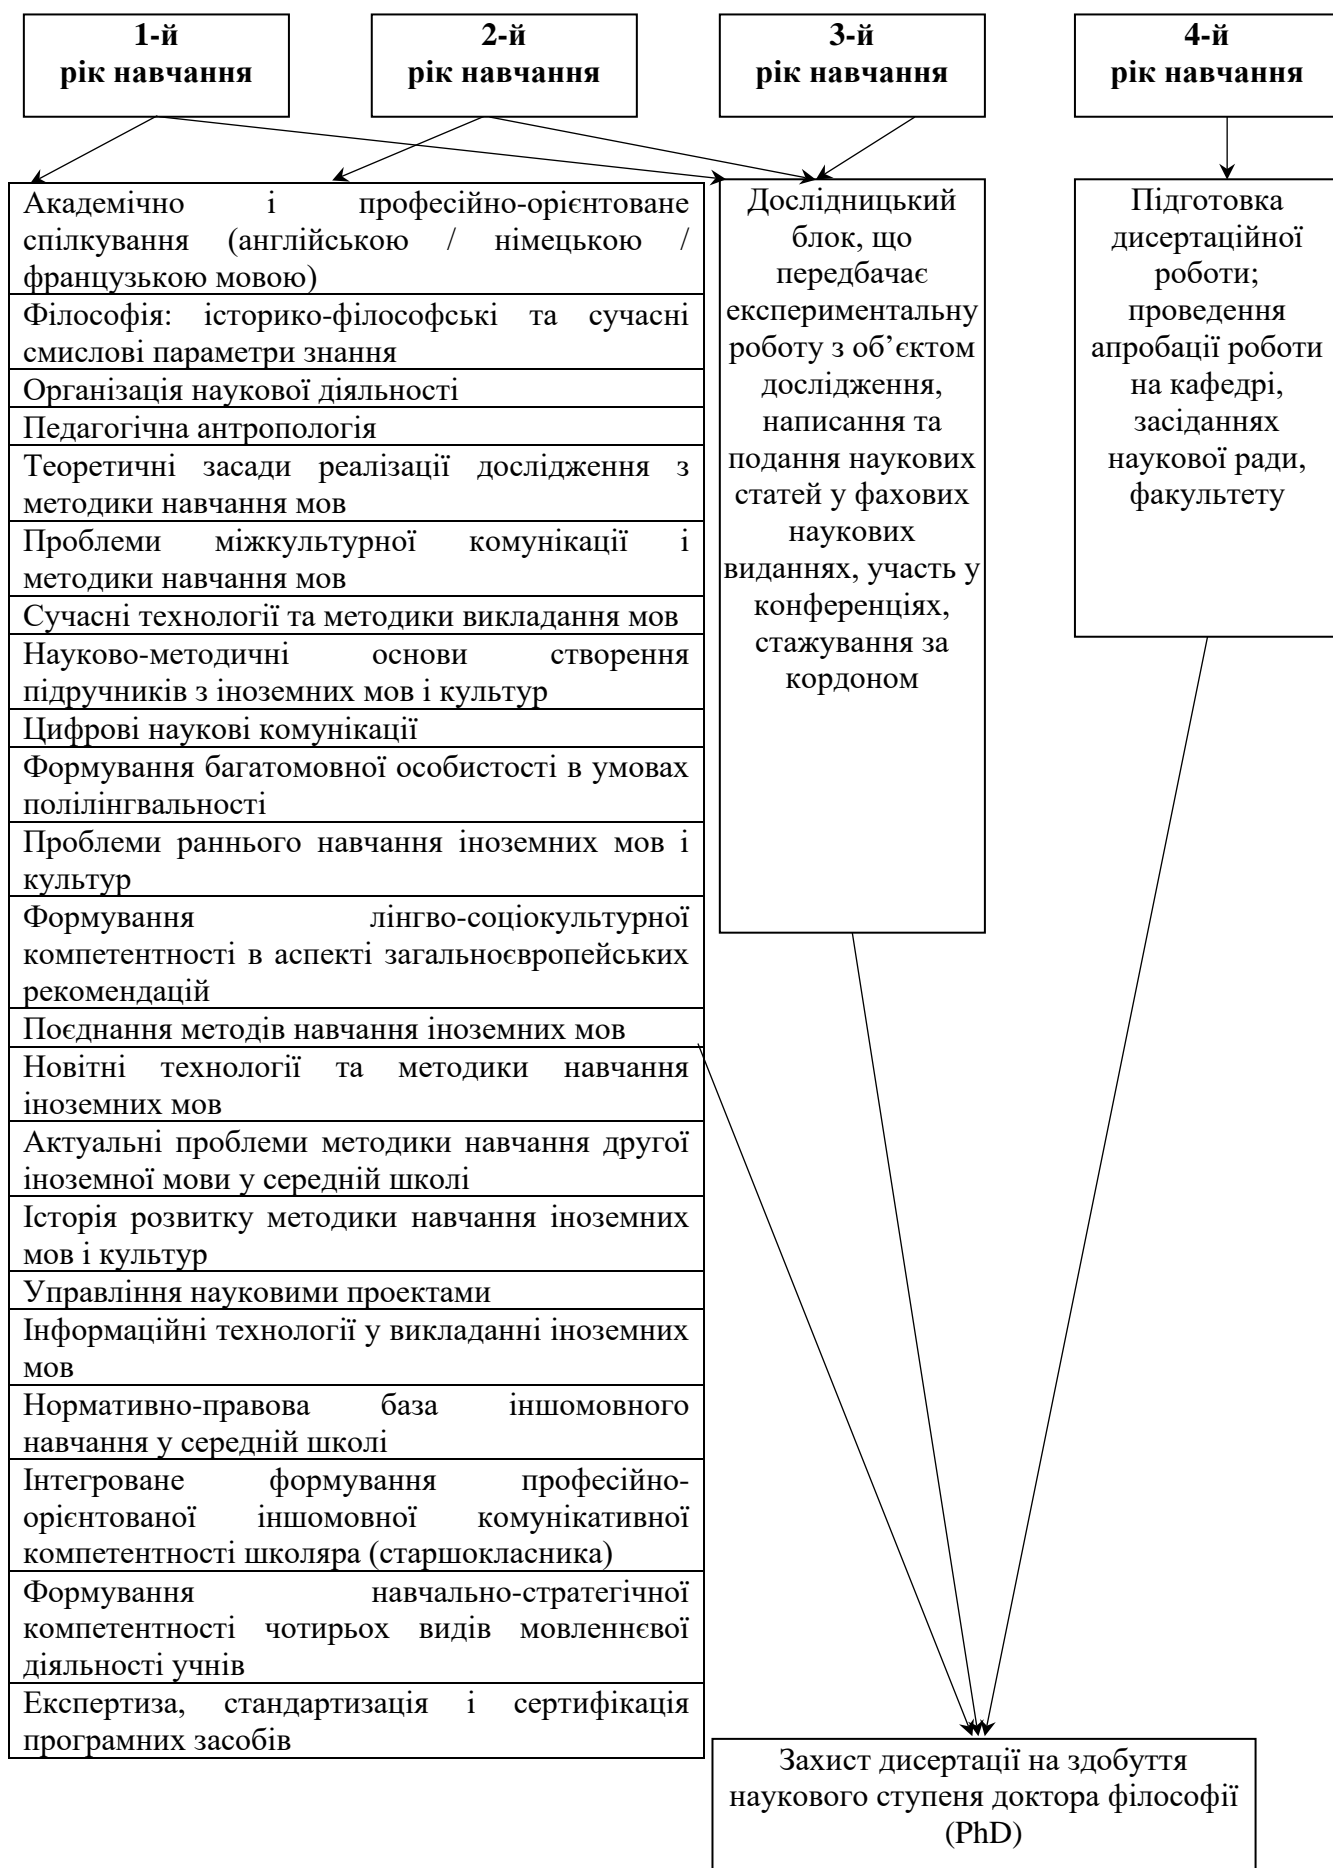 1-й
рік навчання
2-й
рік навчання
3-й
рік навчання
4-й
рік навчання
Академічно і професійно-орієнтоване
спілкування (англійською / німецькою /
французькою мовою)
Філософія: історико-філософські та сучасні
смислові параметри знання
Організація наукової діяльності
Педагогічна антропологія
Теоретичні засади реалізації дослідження з
методики навчання мов
Проблеми міжкультурної комунікації і
методики навчання мов
Сучасні технології та методики викладання мов
Науково-методичні основи створення
підручників з іноземних мов і культур
Цифрові наукові комунікації
Формування багатомовної особистості в умовах
полілінгвальності
Проблеми раннього навчання іноземних мов і
культур
Формування лінгво-соціокультурної
компетентності в аспекті загальноєвропейських
рекомендацій
Поєднання методів навчання іноземних мов
Новітні технології та методики навчання
іноземних мов
Актуальні проблеми методики навчання другої
іноземної мови у середній школі
Історія розвитку методики навчання іноземних
мов і культур
Управління науковими проектами
Інформаційні технології у викладанні іноземних
мов
Нормативно-правова база іншомовного
навчання у середній школі
Інтегроване формування професійно-
орієнтованої іншомовної комунікативної
компетентності школяра (старшокласника)
Формування навчально-стратегічної
компетентності чотирьох видів мовленнєвої
діяльності учнів
Експертиза, стандартизація і сертифікація
програмних засобів
Дослідницький
блок, що
передбачає
експериментальну
роботу з об’єктом
дослідження,
написання та
подання наукових
статей у фахових
наукових
виданнях, участь у
конференціях,
стажування за
кордоном
Підготовка
дисертаційної
роботи;
проведення
апробації роботи
на кафедрі,
засіданнях
наукової ради,
факультету
Захист дисертації на здобуття
наукового ступеня доктора філософії
(PhD)